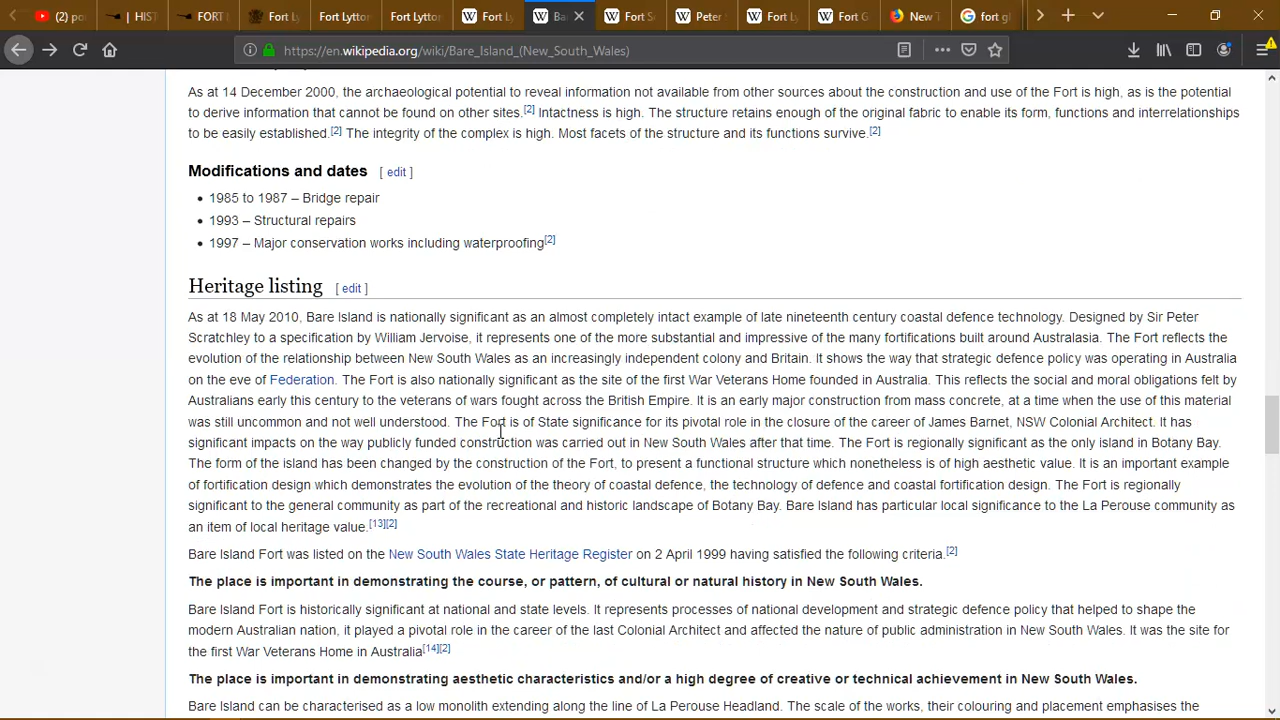 (2) po
| HIST
FORT (
Fort Ly
Fort Lytton
Fort Lytton
Fort Ly
Ba
Fort S
Peter
Fort Ly
Fort G
New T
fort gl
https://en.wikipedia.org/wiki/Bare_Island_(New_South_Wales)
As at 14 December 2000, the archaeological potential to reveal information not available from other sources about the construction and use of the Fort is high, as is the potential
to derive information that cannot be found on other sites.[2] Intactness is high. The structure retains enough of the original fabric to enable its form, functions and interrelationships
to be easily established.[2] The integrity of the complex is high. Most facets of the structure and its functions survive.[2]
Modifications and dates [ edit ]
• 1985 to 1987 – Bridge repair
• 1993 – Structural repairs
• 1997 – Major conservation works including waterproofing[2]
Heritage listing [ edit ]
As at 18 May 2010, Bare Island is nationally significant as an almost completely intact example of late nineteenth century coastal defence technology. Designed by Sir Peter
Scratchley to a specification by William Jervoise, it represents one of the more substantial and impressive of the many fortifications built around Australasia. The Fort reflects the
evolution of the relationship between New South Wales as an increasingly independent colony and Britain. It shows the way that strategic defence policy was operating in Australia
on the eve of Federation. The Fort is also nationally significant as the site of the first War Veterans Home founded in Australia. This reflects the social and moral obligations felt by
Australians early this century to the veterans of wars fought across the British Empire. It is an early major construction from mass concrete, at a time when the use of this material
was still uncommon and not well understood. The Fort is of State significance for its pivotal role in the closure of the career of James Barnet, NSW Colonial Architect. It has
significant impacts on the way publicly funded construction was carried out in New South Wales after that time. The Fort is regionally significant as the only island in Botany Bay.
The form of the island has been changed by the construction of the Fort, to present a functional structure which nonetheless is of high aesthetic value. It is an important example
of fortification design which demonstrates the evolution of the theory of coastal defence, the technology of defence and coastal fortification design. The Fort is regionally
significant to the general community as part of the recreational and historic landscape of Botany Bay. Bare Island has particular local significance to the La Perouse community as
an item of local heritage value.[13][2]
Bare Island Fort was listed on the New South Wales State Heritage Register on 2 April 1999 having satisfied the following criteria.[2]
The place is important in demonstrating the course, or pattern, of cultural or natural history in New South Wales.
Bare Island Fort is historically significant at national and state levels. It represents processes of national development and strategic defence policy that helped to shape the
modern Australian nation, it played a pivotal role in the career of the last Colonial Architect and affected the nature of public administration in New South Wales. It was the site for
the first War Veterans Home in Australia[14][2]
The place is important in demonstrating aesthetic characteristics and/or a high degree of creative or technical achievement in New South Wales.
Bare Island can be characterised as a low monolith extending along the line of La Perouse Headland. The scale of the works, their colouring and placement emphasises the